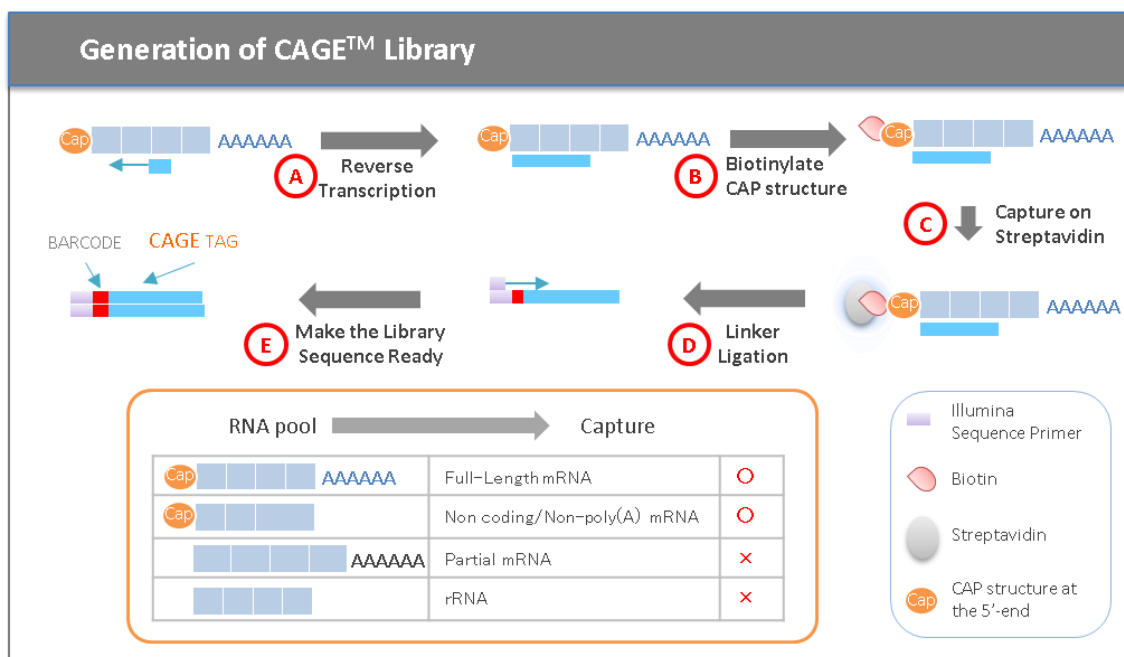 Generation of CAGE™ Library
Cap AAAAAA
A
Reverse
Transcription
Cap AAAAAA
B
Biotinylate
CAP structure
Cap AAAAAA
C
Capture on
Streptavidin
BARCODE CAGE TAG
E
Make the Library
Sequence Ready
D
Linker
Ligation
Cap AAAAAA
RNA pool Capture
Cap AAAAAA Full-Length mRNA ○
Cap Non coding/Non-poly(A) mRNA ○
AAAAAA Partial mRNA ×
rRNA ×
Illumina
Sequence Primer
Biotin
Streptavidin
Cap CAP structure at
the 5'-end